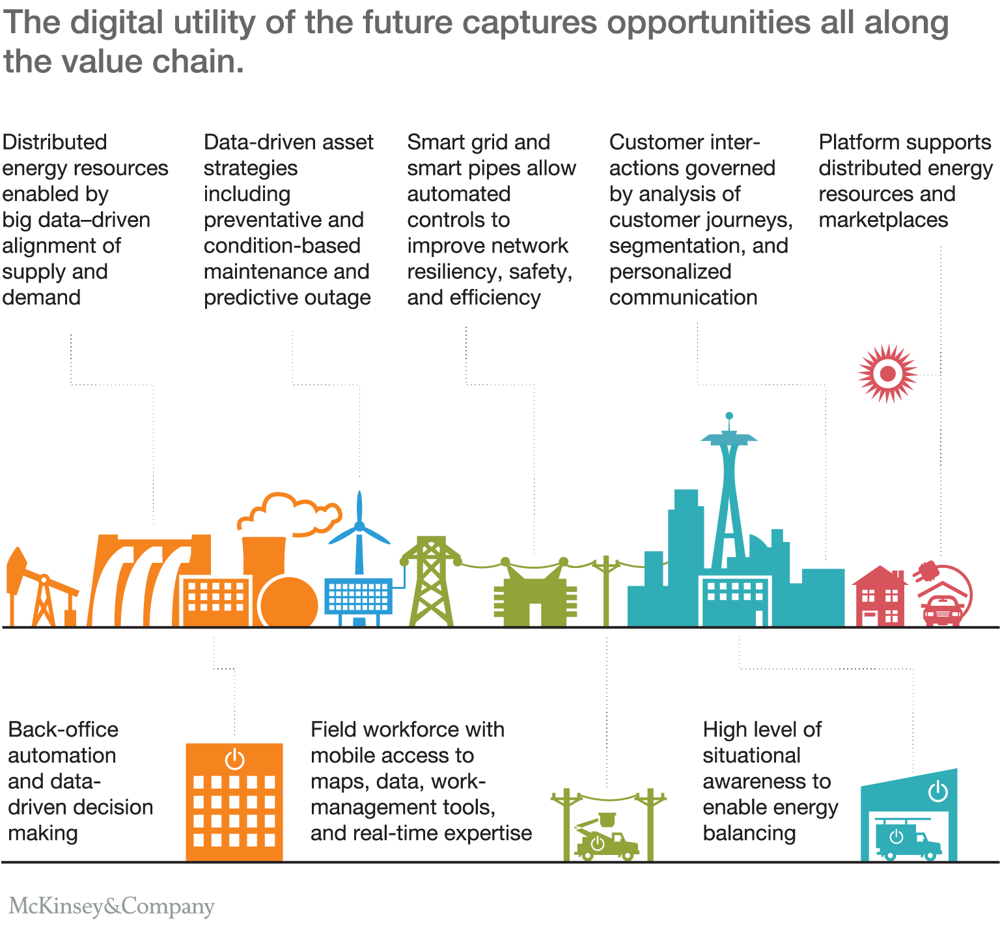 The digital utility of the future captures opportunities all along
the value chain.
Distributed
energy resources
enabled by
big data–driven
alignment of
supply and
demand
Data-driven asset
strategies
including
preventative and
condition-based
maintenance and
predictive outage
Smart grid and
smart pipes allow
automated
controls to
improve network
resiliency, safety,
and efficiency
Customer inter-
actions governed
by analysis of
customer journeys,
segmentation, and
personalized
communication
Platform supports
distributed energy
resources and
marketplaces
Back-office
automation
and data-
driven decision
making
Field workforce with
mobile access to
maps, data, work-
management tools,
and real-time expertise
High level of
situational
awareness to
enable energy
balancing
McKinsey&Company